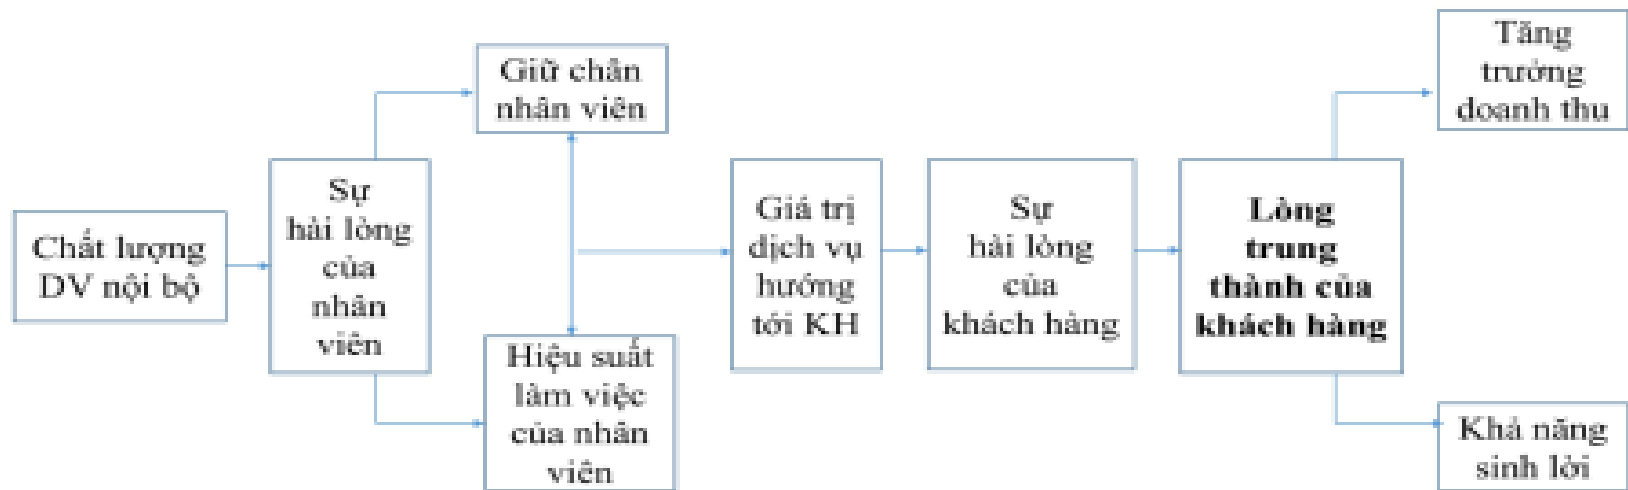 Chất lượng
DV nội bộ
Sự
hài lòng
của
nhân
viên
Giữ chân
nhân viên
Hiệu suất
làm việc
của nhân
viên
Giá trị
dịch vụ
hướng
tới KH
Sự
hài lòng
của
khách hàng
Lòng
trung
thành của
khách hàng
Tăng
trưởng
doanh thu
Khả năng
sinh lời